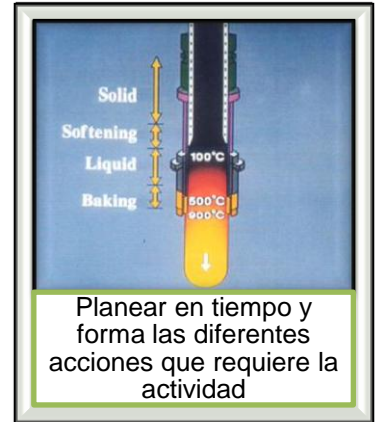 Solid
Softening
Liquid
Baking
100°C
500°C
900°C
Planear en tiempo y
forma las diferentes
acciones que requiere la
actividad